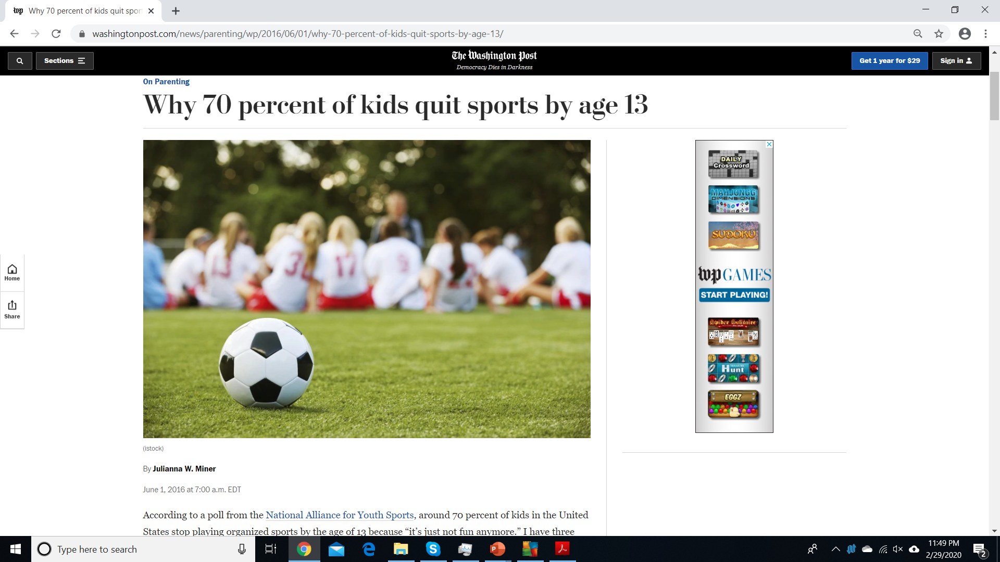 Why 70 percent of kids quit spor
washingtonpost.com/news/parenting/wp/2016/06/01/why-70-percent-of-kids-quit-sports-by-age-13/
Sections
The Washington Post
Democracy Dies in Darkness
Get 1 year for $29
Sign in
On Parenting
Why 70 percent of kids quit sports by age 13
DAILY
Crossword
MAHJONGG
DIMENSIONS
SUDOKU
wp GAMES
START PLAYING!
Spider Solitaire
TREASURE
Hunt
EGGZ
13
17
9
Home
Share
(istock)
By Julianna W. Miner
June 1, 2016 at 7:00 a.m. EDT
According to a poll from the National Alliance for Youth Sports, around 70 percent of kids in the United
States stop playing organized sports by the age of 13 because “it’s just not fun anymore.” I have three
Type here to search
11:49 PM
2/29/2020
2